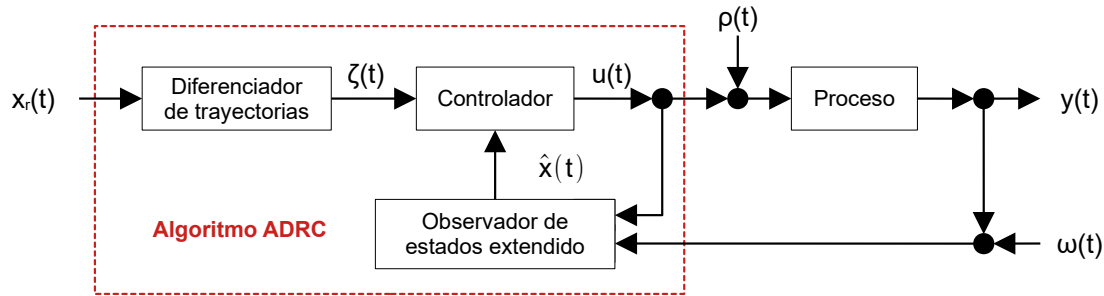 ρ(t)
xᵣ(t)
Diferenciador
de trayectorias
ζ(t)
Controlador
u(t)
Proceso
y(t)
x̂(t)
Algoritmo ADRC
Observador de
estados extendido
ω(t)